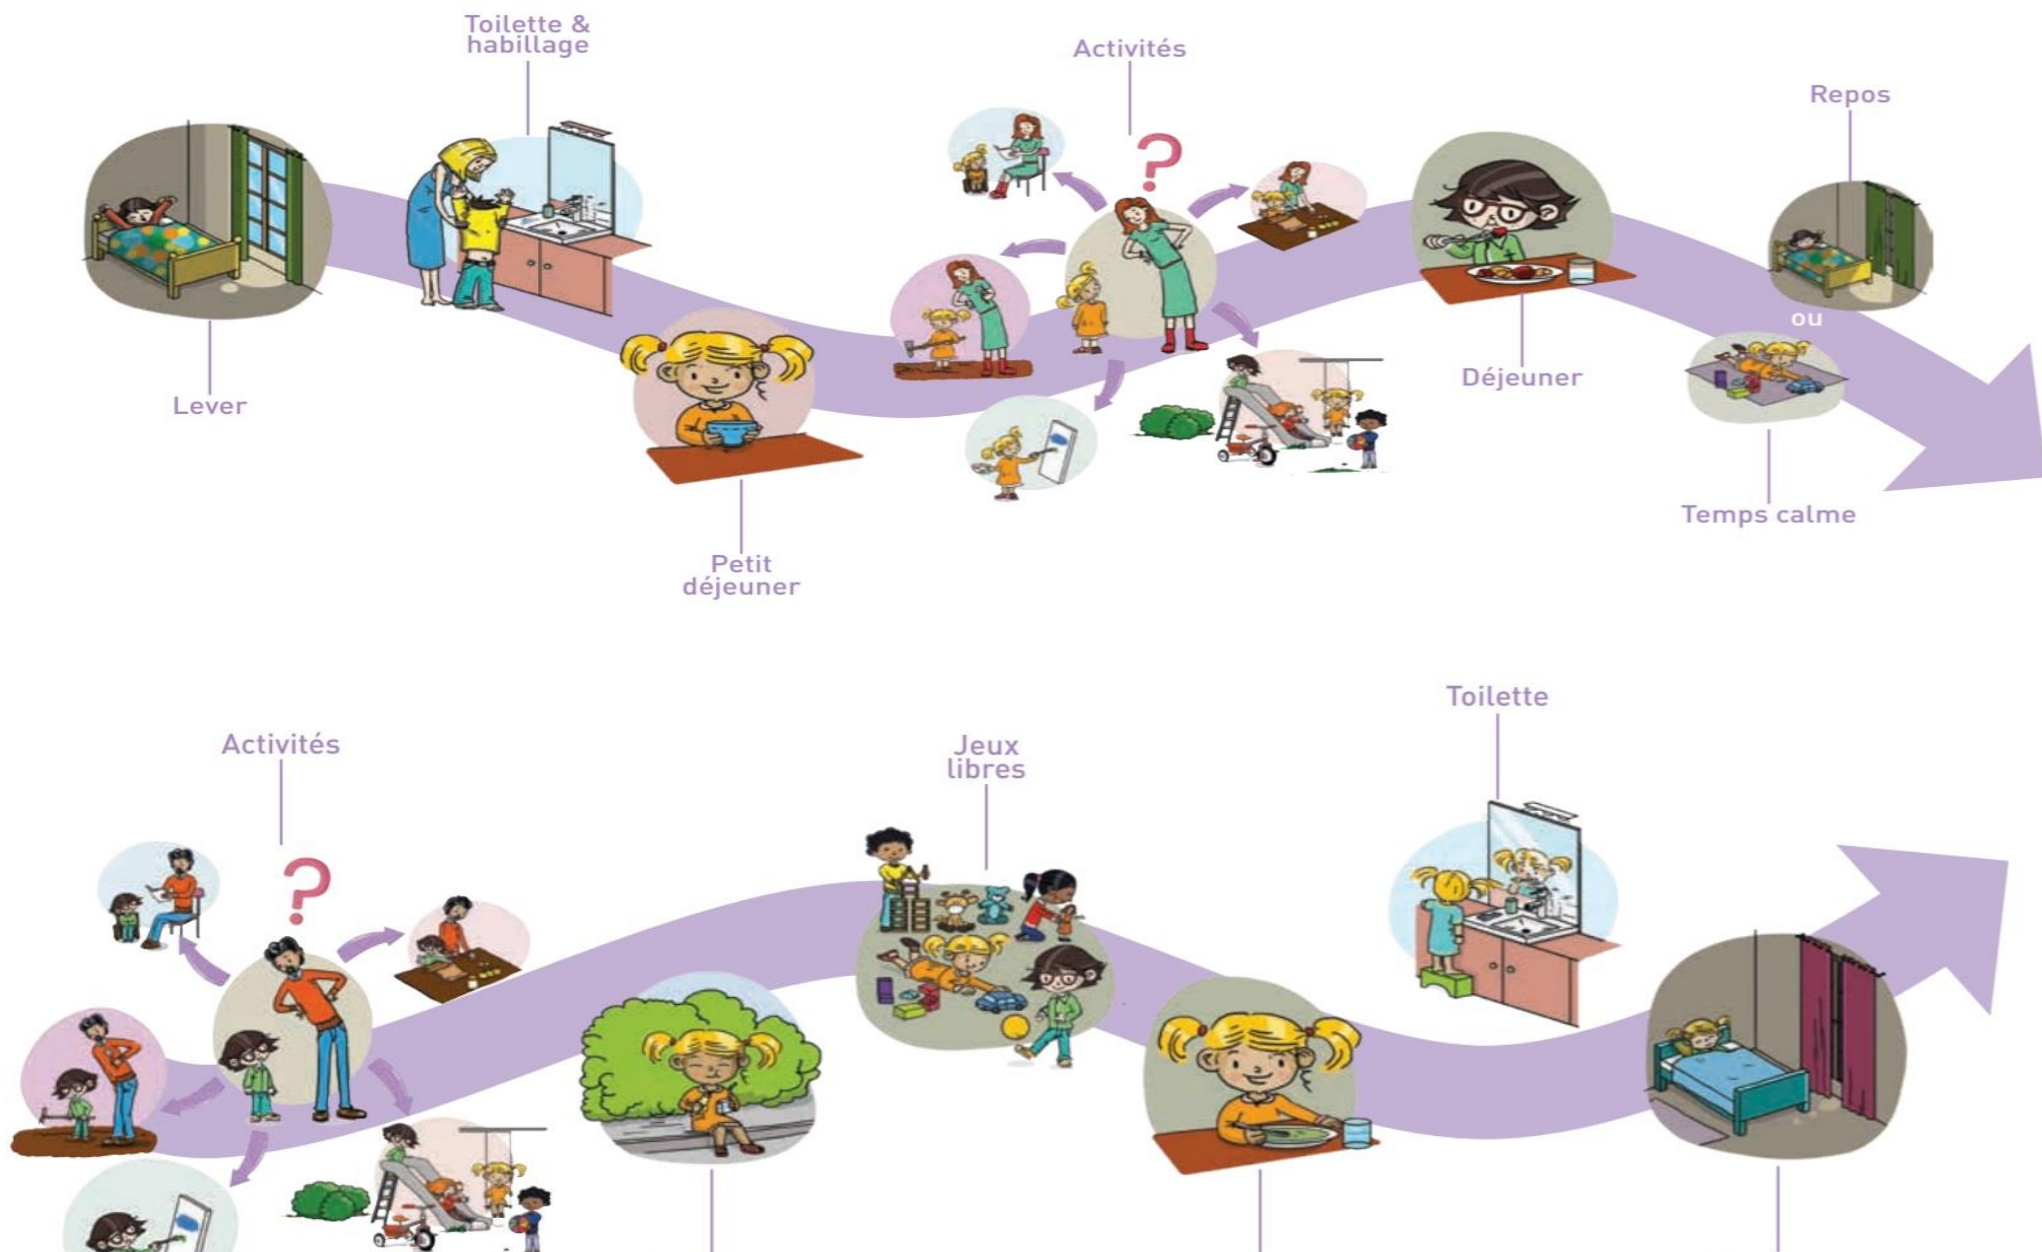 Toilette &
habillage
Activités
?
Repos
ou
Lever
Déjeuner
Temps calme
Petit
déjeuner
Toilette
Activités
Jeux
libres
?